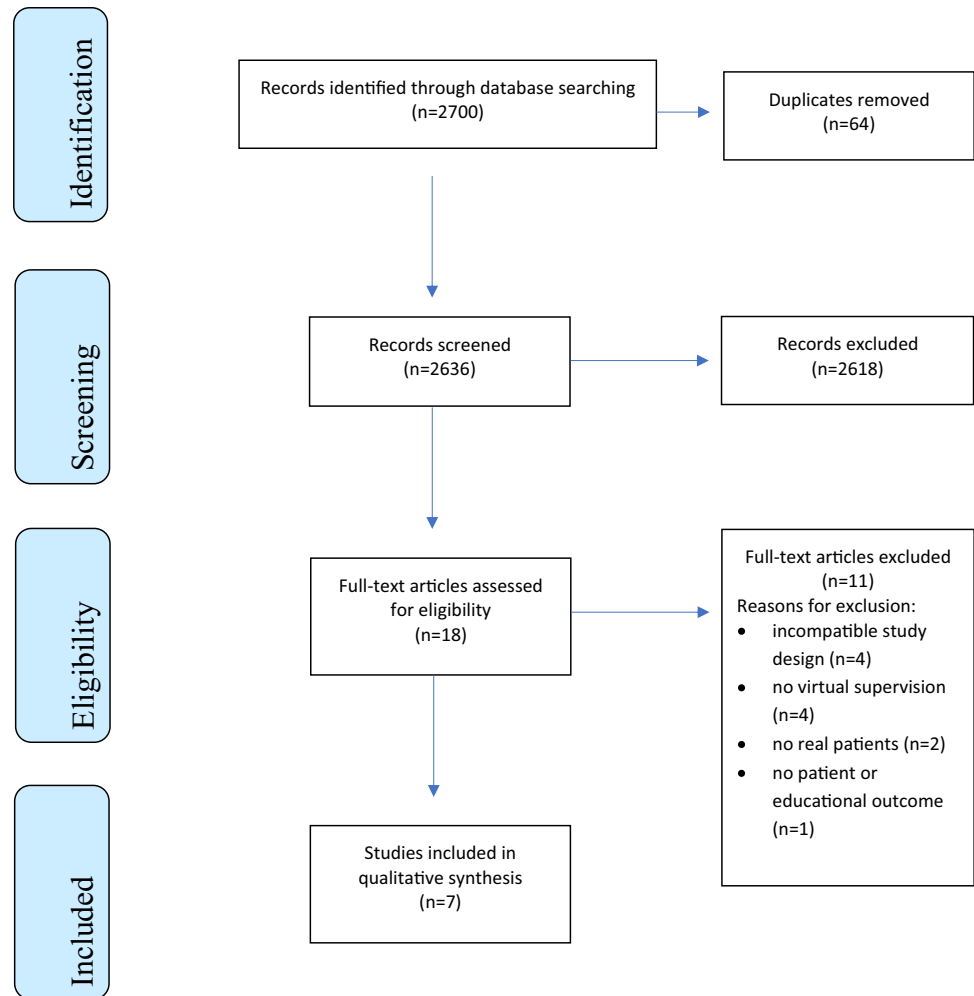 Identification
Records identified through database searching
(n=2700)
Duplicates removed
(n=64)
Screening
Records screened
(n=2636)
Records excluded
(n=2618)
Eligibility
Full-text articles assessed
for eligibility
(n=18)
Full-text articles excluded
(n=11)
Reasons for exclusion:
• incompatible study
design (n=4)
• no virtual supervision
(n=4)
• no real patients (n=2)
• no patient or
educational outcome
(n=1)
Included
Studies included in
qualitative synthesis
(n=7)